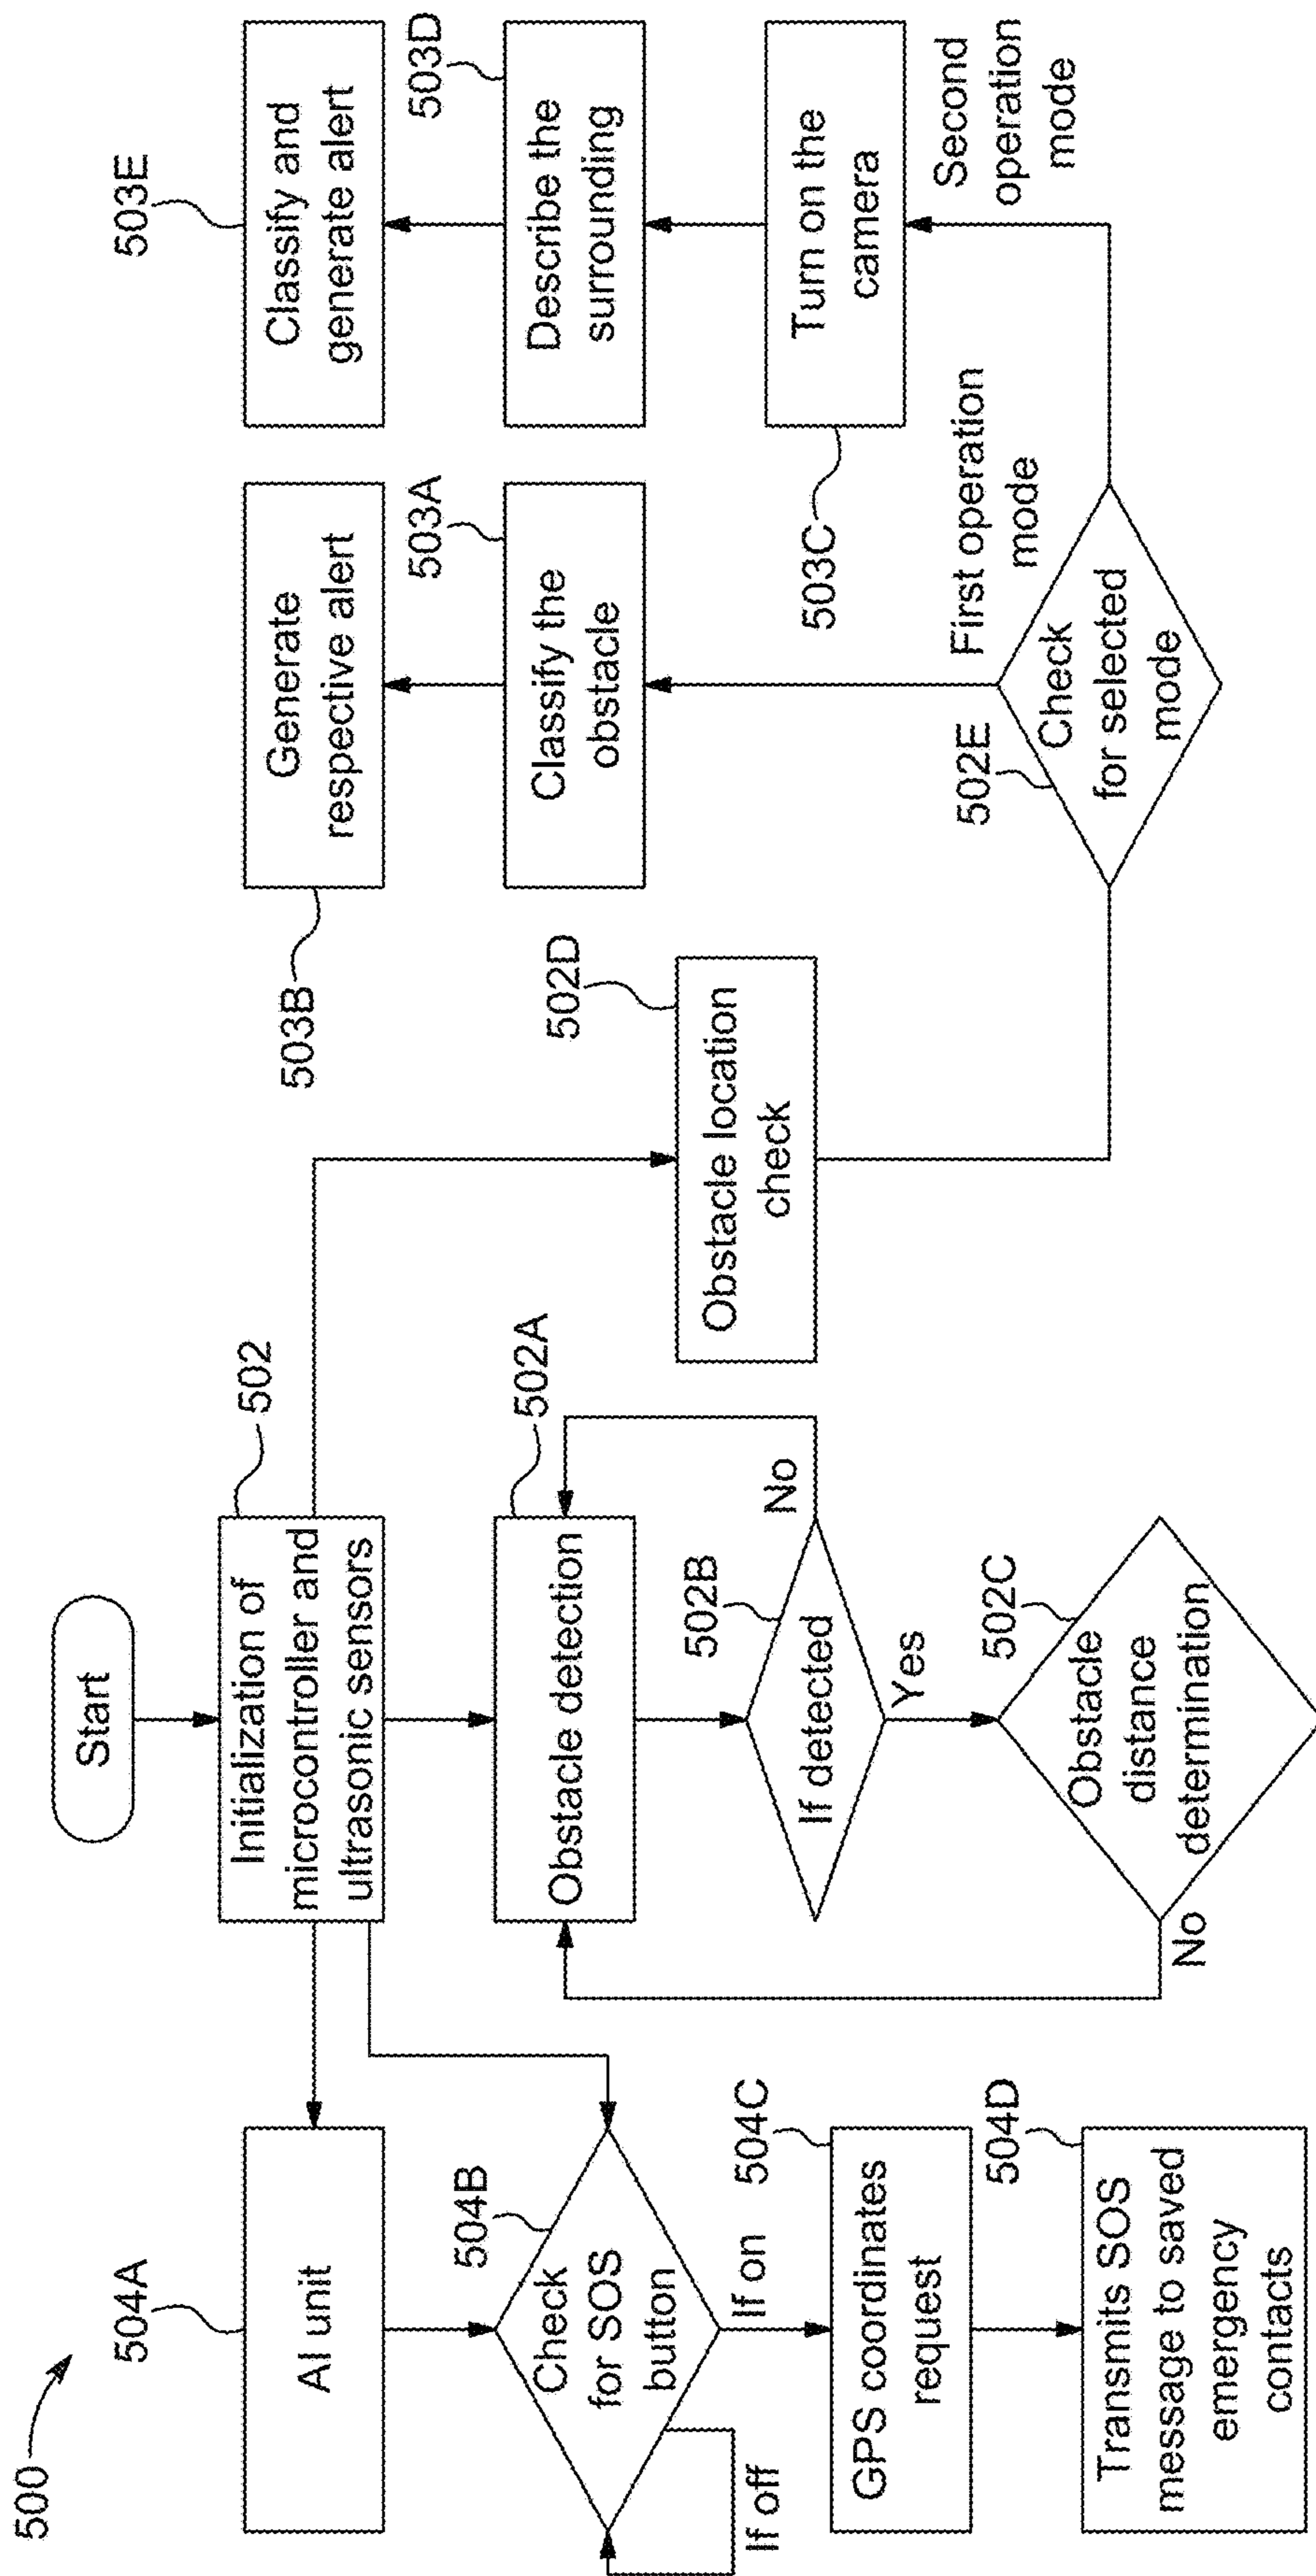 500
Start
Initialization of
microcontroller and
ultrasonic sensors
502
504A
AI unit
504B
Check
for SOS
button
If off
If on
504C
GPS coordinates
request
504D
Transmits SOS
message to saved
emergency
contacts
502A
Obstacle detection
502B
If detected
No
Yes
502C
Obstacle
distance
determination
No
502D
Obstacle location
check
502E
Check
for selected
mode
First operation
mode
503A
Classify the
obstacle
503B
Generate
respective alert
Second
operation
mode
503C
Turn on the
camera
503D
Describe the
surrounding
503E
Classify and
generate alert